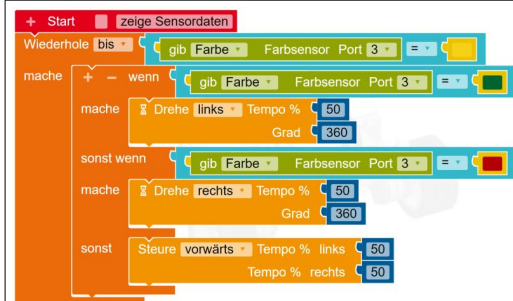 + Start zeige Sensordaten
Wiederhole bis gib Farbe Farbsensor Port 3 =
mache + - wenn gib Farbe Farbsensor Port 3 =
mache Drehe links Tempo % 50
Grad 360
sonst wenn gib Farbe Farbsensor Port 3 =
mache Drehe rechts Tempo % 50
Grad 360
sonst Steure vorwärts Tempo % links 50
Tempo % rechts 50